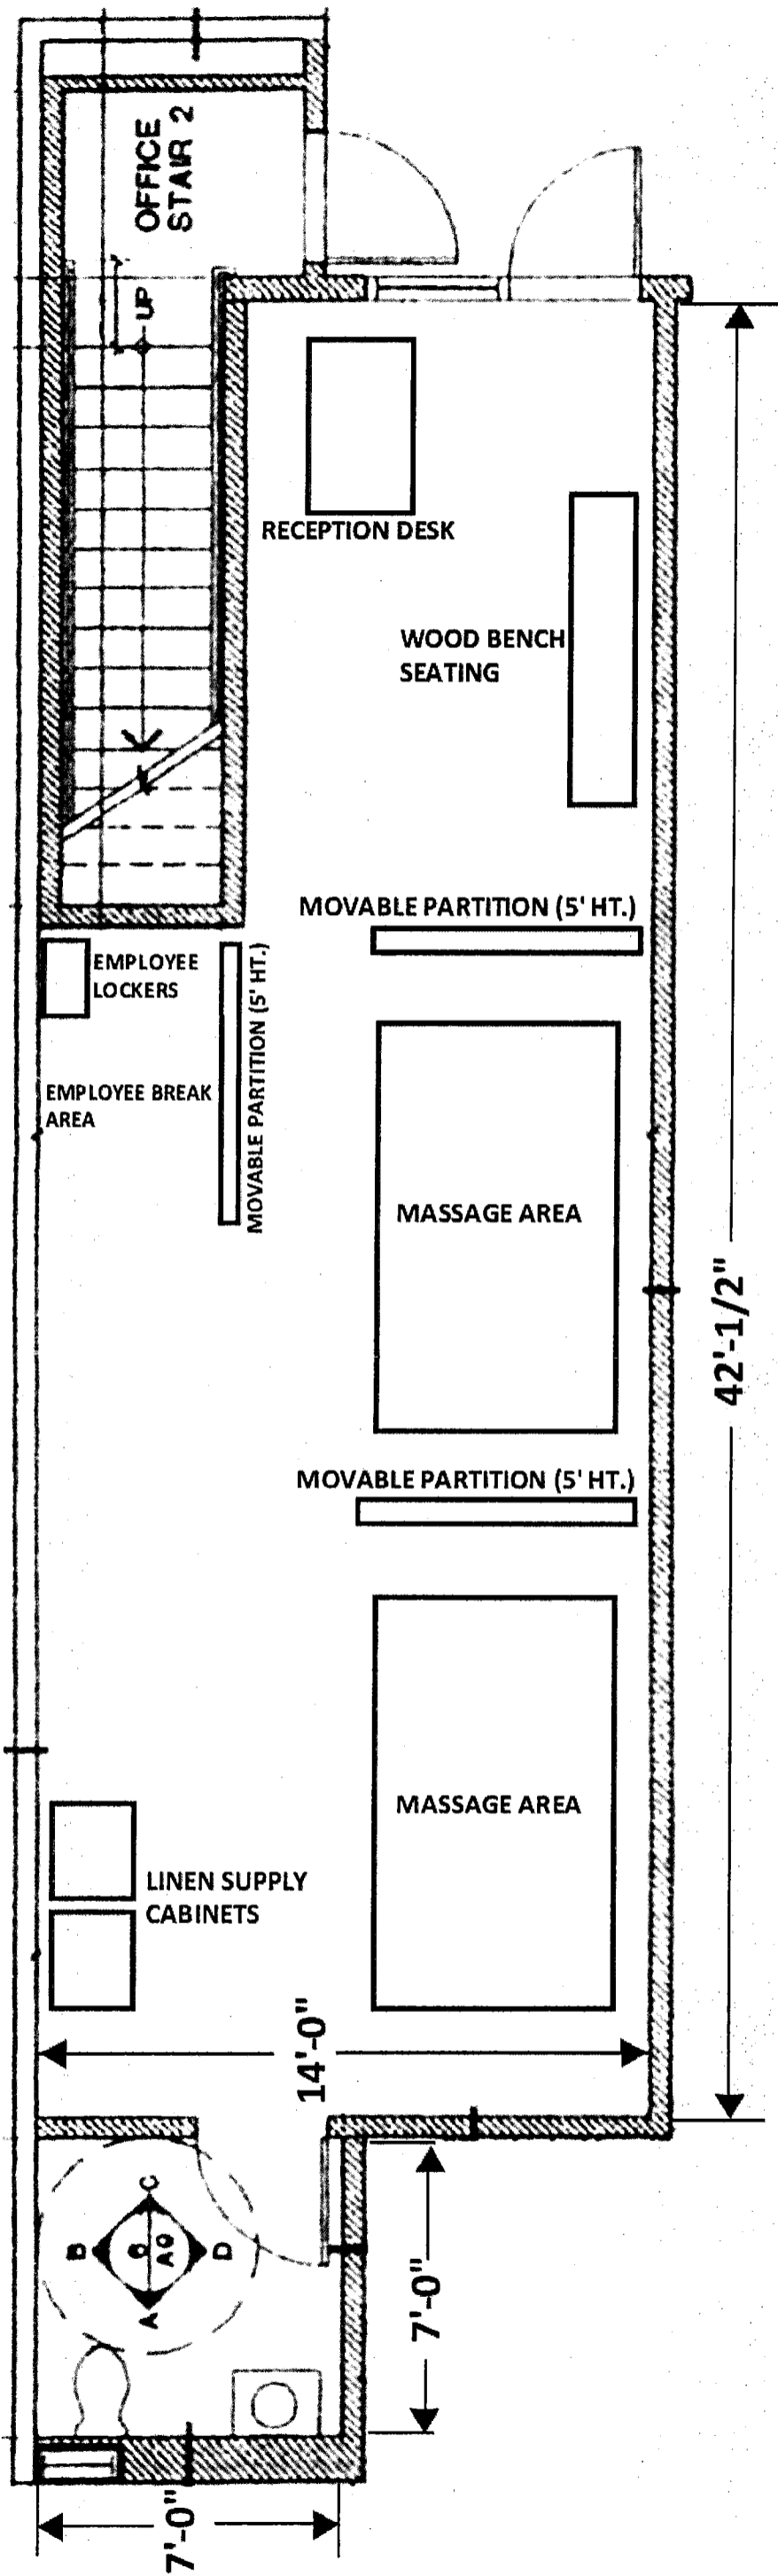 OFFICE
STAIR 2
UP
RECEPTION DESK
WOOD BENCH
SEATING
MOVABLE PARTITION (5' HT.)
EMPLOYEE
LOCKERS
MOVABLE PARTITION (5' HT.)
EMPLOYEE BREAK
AREA
MASSAGE AREA
42'-1/2"
MOVABLE PARTITION (5' HT.)
MASSAGE AREA
LINEN SUPPLY
CABINETS
14'-0"
C
B
D
A
7'-0"
7'-0"